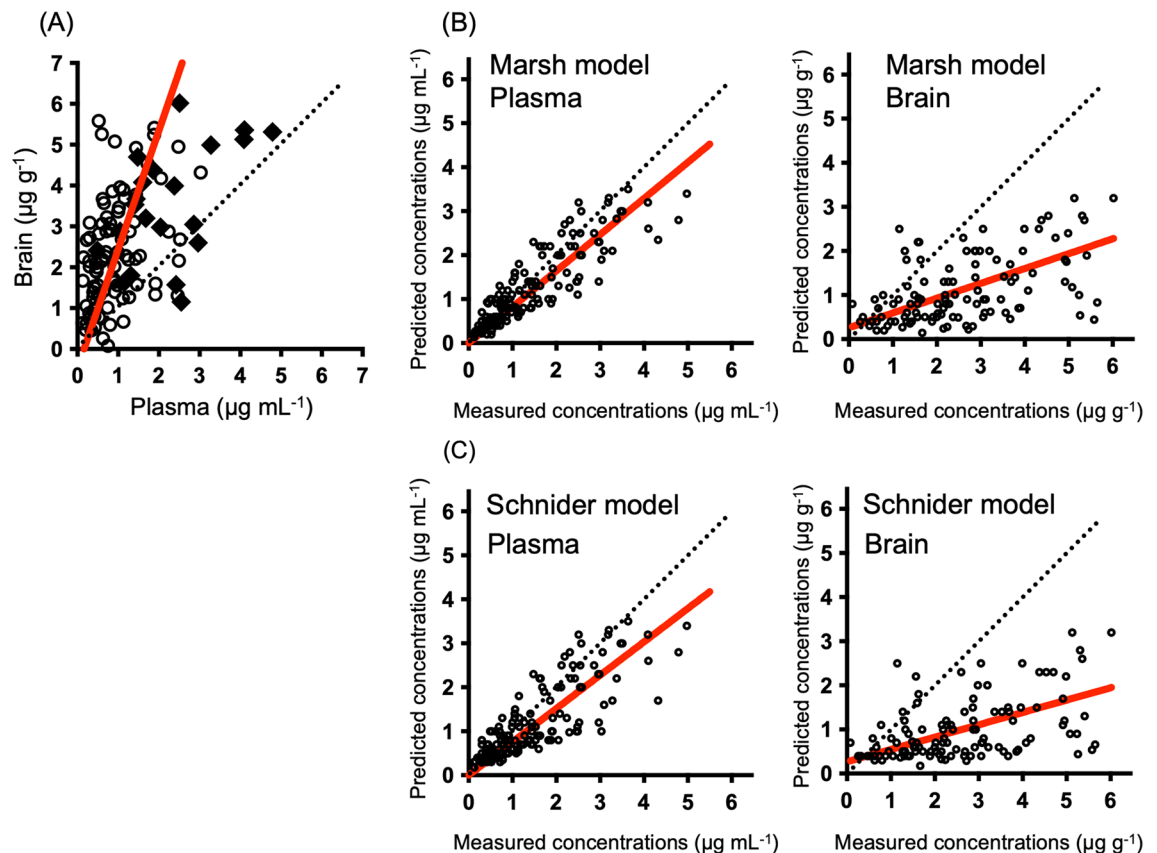 (A)
7
6
5
4
3
2
1
0
Brain (µg g⁻¹)
0 1 2 3 4 5 6 7
Plasma (µg mL⁻¹)
(B)
Marsh model
Plasma
Predicted concentrations (µg mL⁻¹)
6
5
4
3
2
1
0
0 1 2 3 4 5 6
Measured concentrations (µg mL⁻¹)
Marsh model
Brain
Predicted concentrations (µg g⁻¹)
6
5
4
3
2
1
0
0 1 2 3 4 5 6
Measured concentrations (µg g⁻¹)
(C)
Schnider model
Plasma
Predicted concentrations (µg mL⁻¹)
6
5
4
3
2
1
0
0 1 2 3 4 5 6
Measured concentrations (µg mL⁻¹)
Schnider model
Brain
Predicted concentrations (µg g⁻¹)
6
5
4
3
2
1
0
0 1 2 3 4 5 6
Measured concentrations (µg g⁻¹)